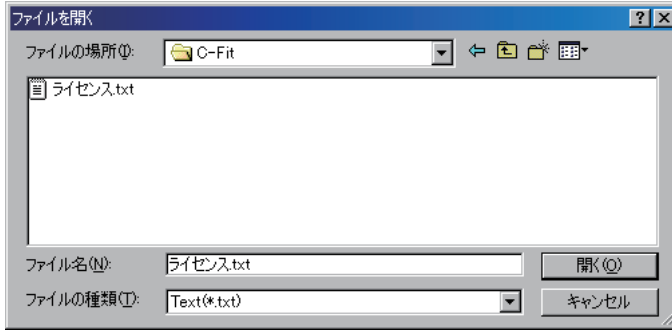 ファイルを開く
ファイルの場所(I): C-Fit
ライセンス.txt
ファイル名(N): ライセンス.txt 開く(O)
ファイルの種類(T): Text(*.txt) キャンセル